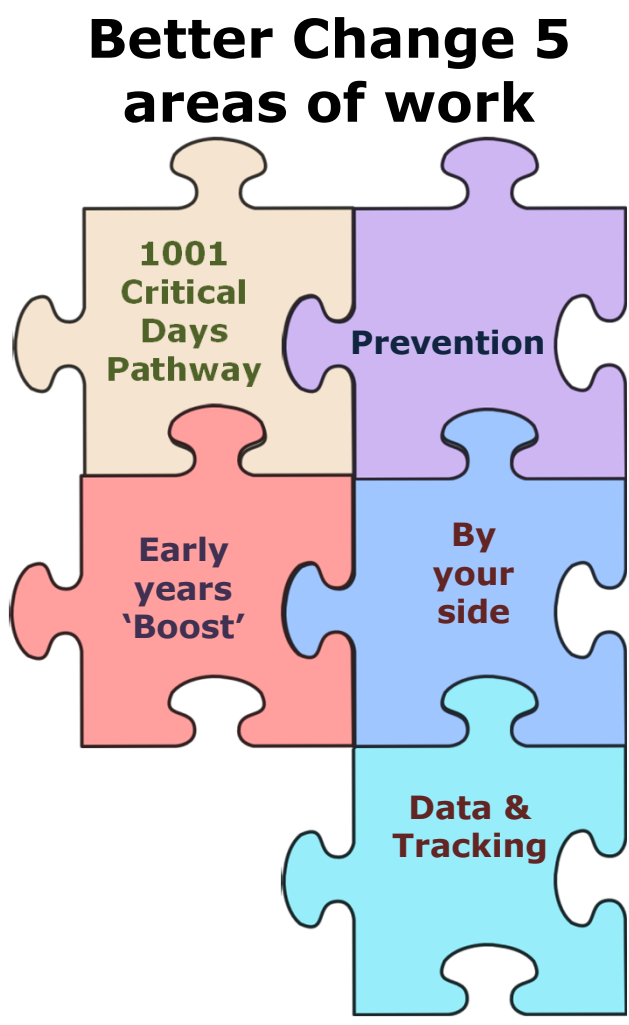 Better Change 5
areas of work
1001
Critical
Days
Pathway
Prevention
Early
years
‘Boost’
By
your
side
Data &
Tracking